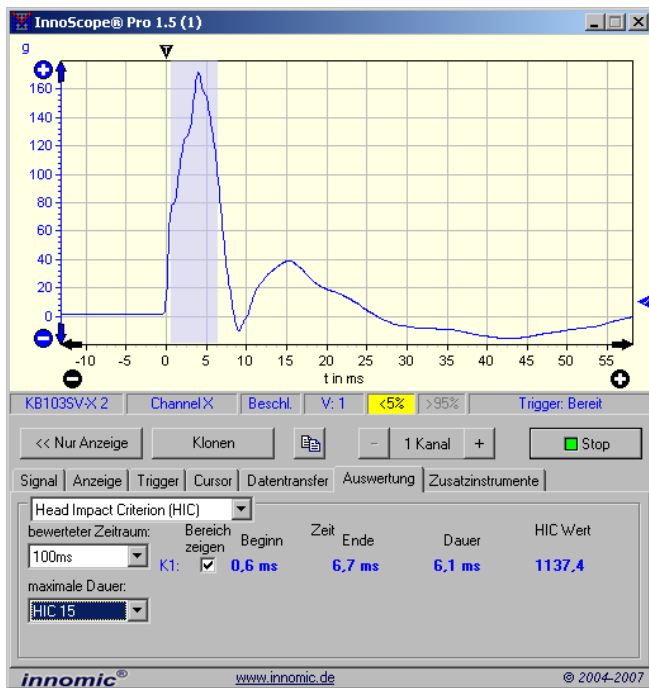 InnoScope® Pro 1.5 (1)
g
160
140
120
100
80
60
40
20
0
-10 -5 0 5 10 15 20 25 30 35 40 45 50 55
t in ms
KB103SV-X 2 Channel X Beschl. V: 1 <5% >95% Trigger: Bereit
<< Nur Anzeige Klonen - 1 Kanal + Stop
Signal Anzeige Trigger Cursor Datentransfer Auswertung Zusatzinstrumente
Head Impact Criterion (HIC)
bewerteter Zeitraum: Bereich zeigen Beginn Zeit Ende Dauer HIC Wert
100ms K1: 0,6 ms 6,7 ms 6,1 ms 1137,4
maximale Dauer:
HIC 15
innomic® www.innomic.de © 2004-2007